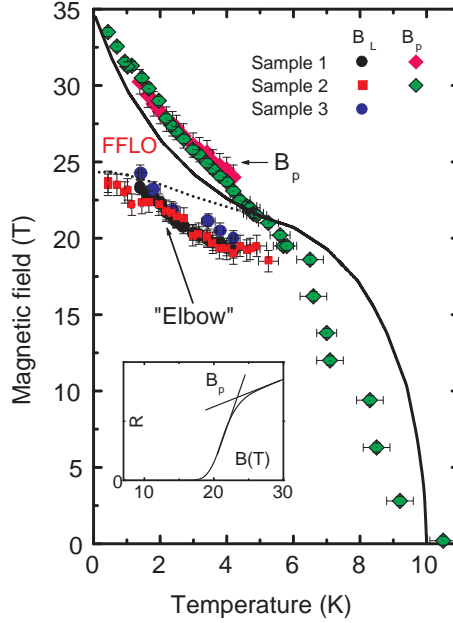 B_L B_p
Sample 1
Sample 2
Sample 3
FFLO
B_p
"Elbow"
B_p
R
B(T)
0
10 20 30
35
30
25
20
15
10
5
0
0 2 4 6 8 10
Magnetic field (T)
Temperature (K)